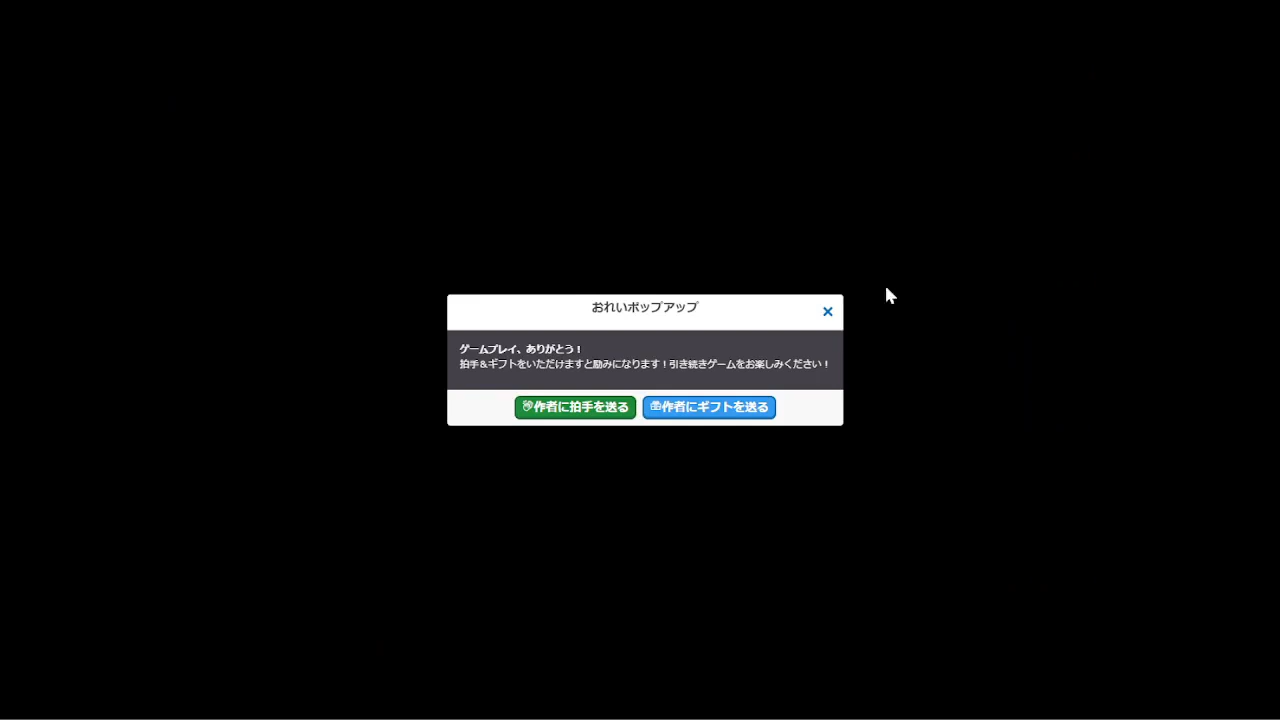 おれいポップアップ
ゲームプレイ、ありがとう！
拍手＆ギフトをいただけますと励みになります！引き続きゲームをお楽しみください！
作者に拍手を送る
作者にギフトを送る